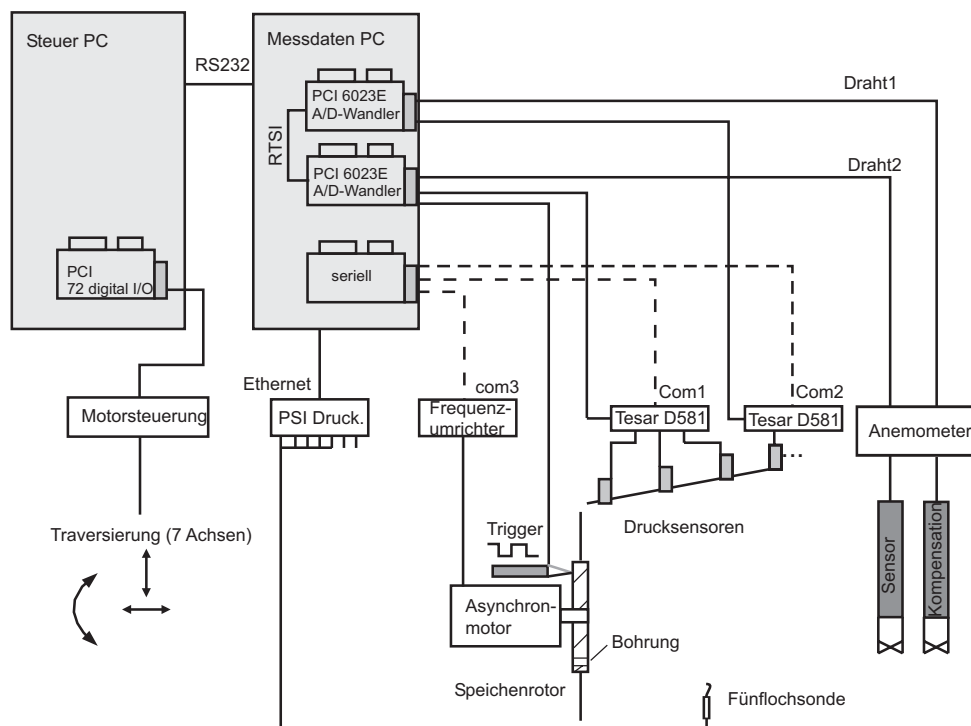 Steuer PC
Messdaten PC
RS232
PCI 6023E
A/D-Wandler
Draht1
RTSI
PCI 6023E
A/D-Wandler
Draht2
PCI
72 digital I/O
seriell
Ethernet
com3
Com1
Com2
Motorsteuerung
PSI Druck.
Frequenz-
umrichter
Tesar D581
Tesar D581
Anemometer
Traversierung (7 Achsen)
Trigger
Drucksensoren
Sensor
Kompensation
Asynchron-
motor
Bohrung
Speichenrotor
Fünflochsonde